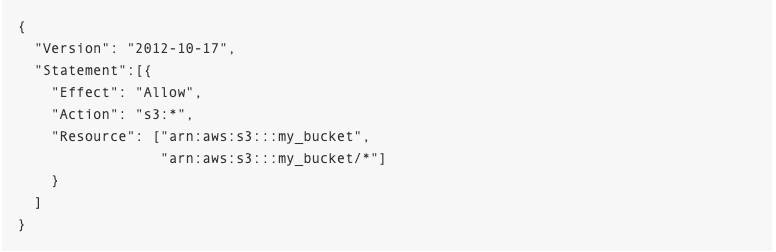 {
  "Version": "2012-10-17",
  "Statement":[{
    "Effect": "Allow",
    "Action": "s3:*",
    "Resource": ["arn:aws:s3:::my_bucket",
                 "arn:aws:s3:::my_bucket/*"]
    }
  ]
}